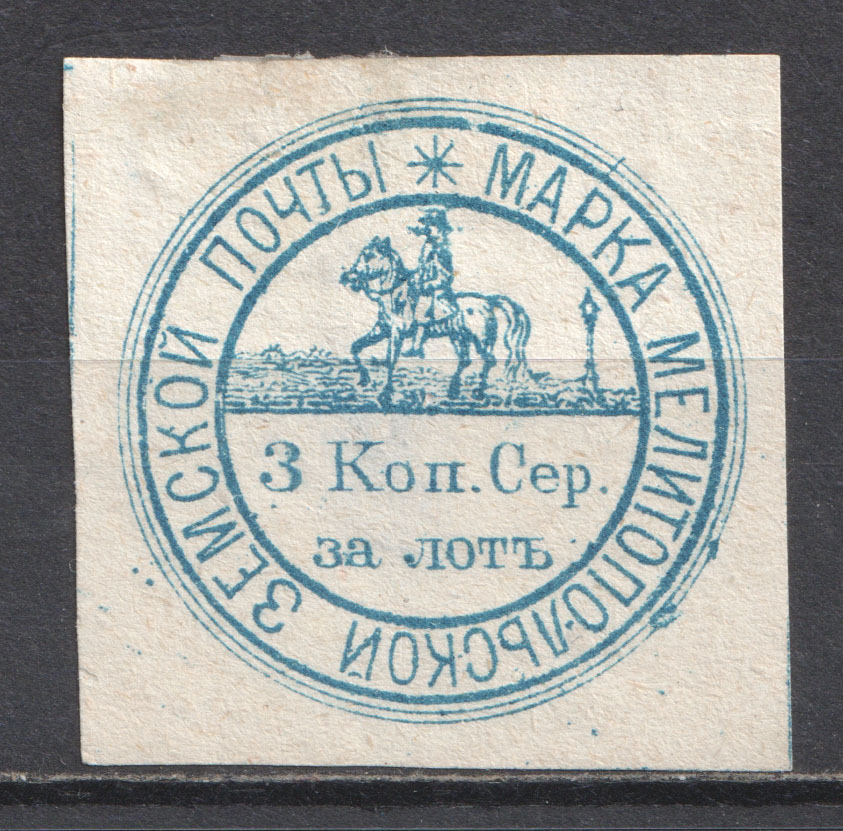 МАРКА МЕЛИТОПОЛЬСКОЙ ЗЕМСКОЙ ПОЧТЫ *
3 Коп. Сер.
за лотъ